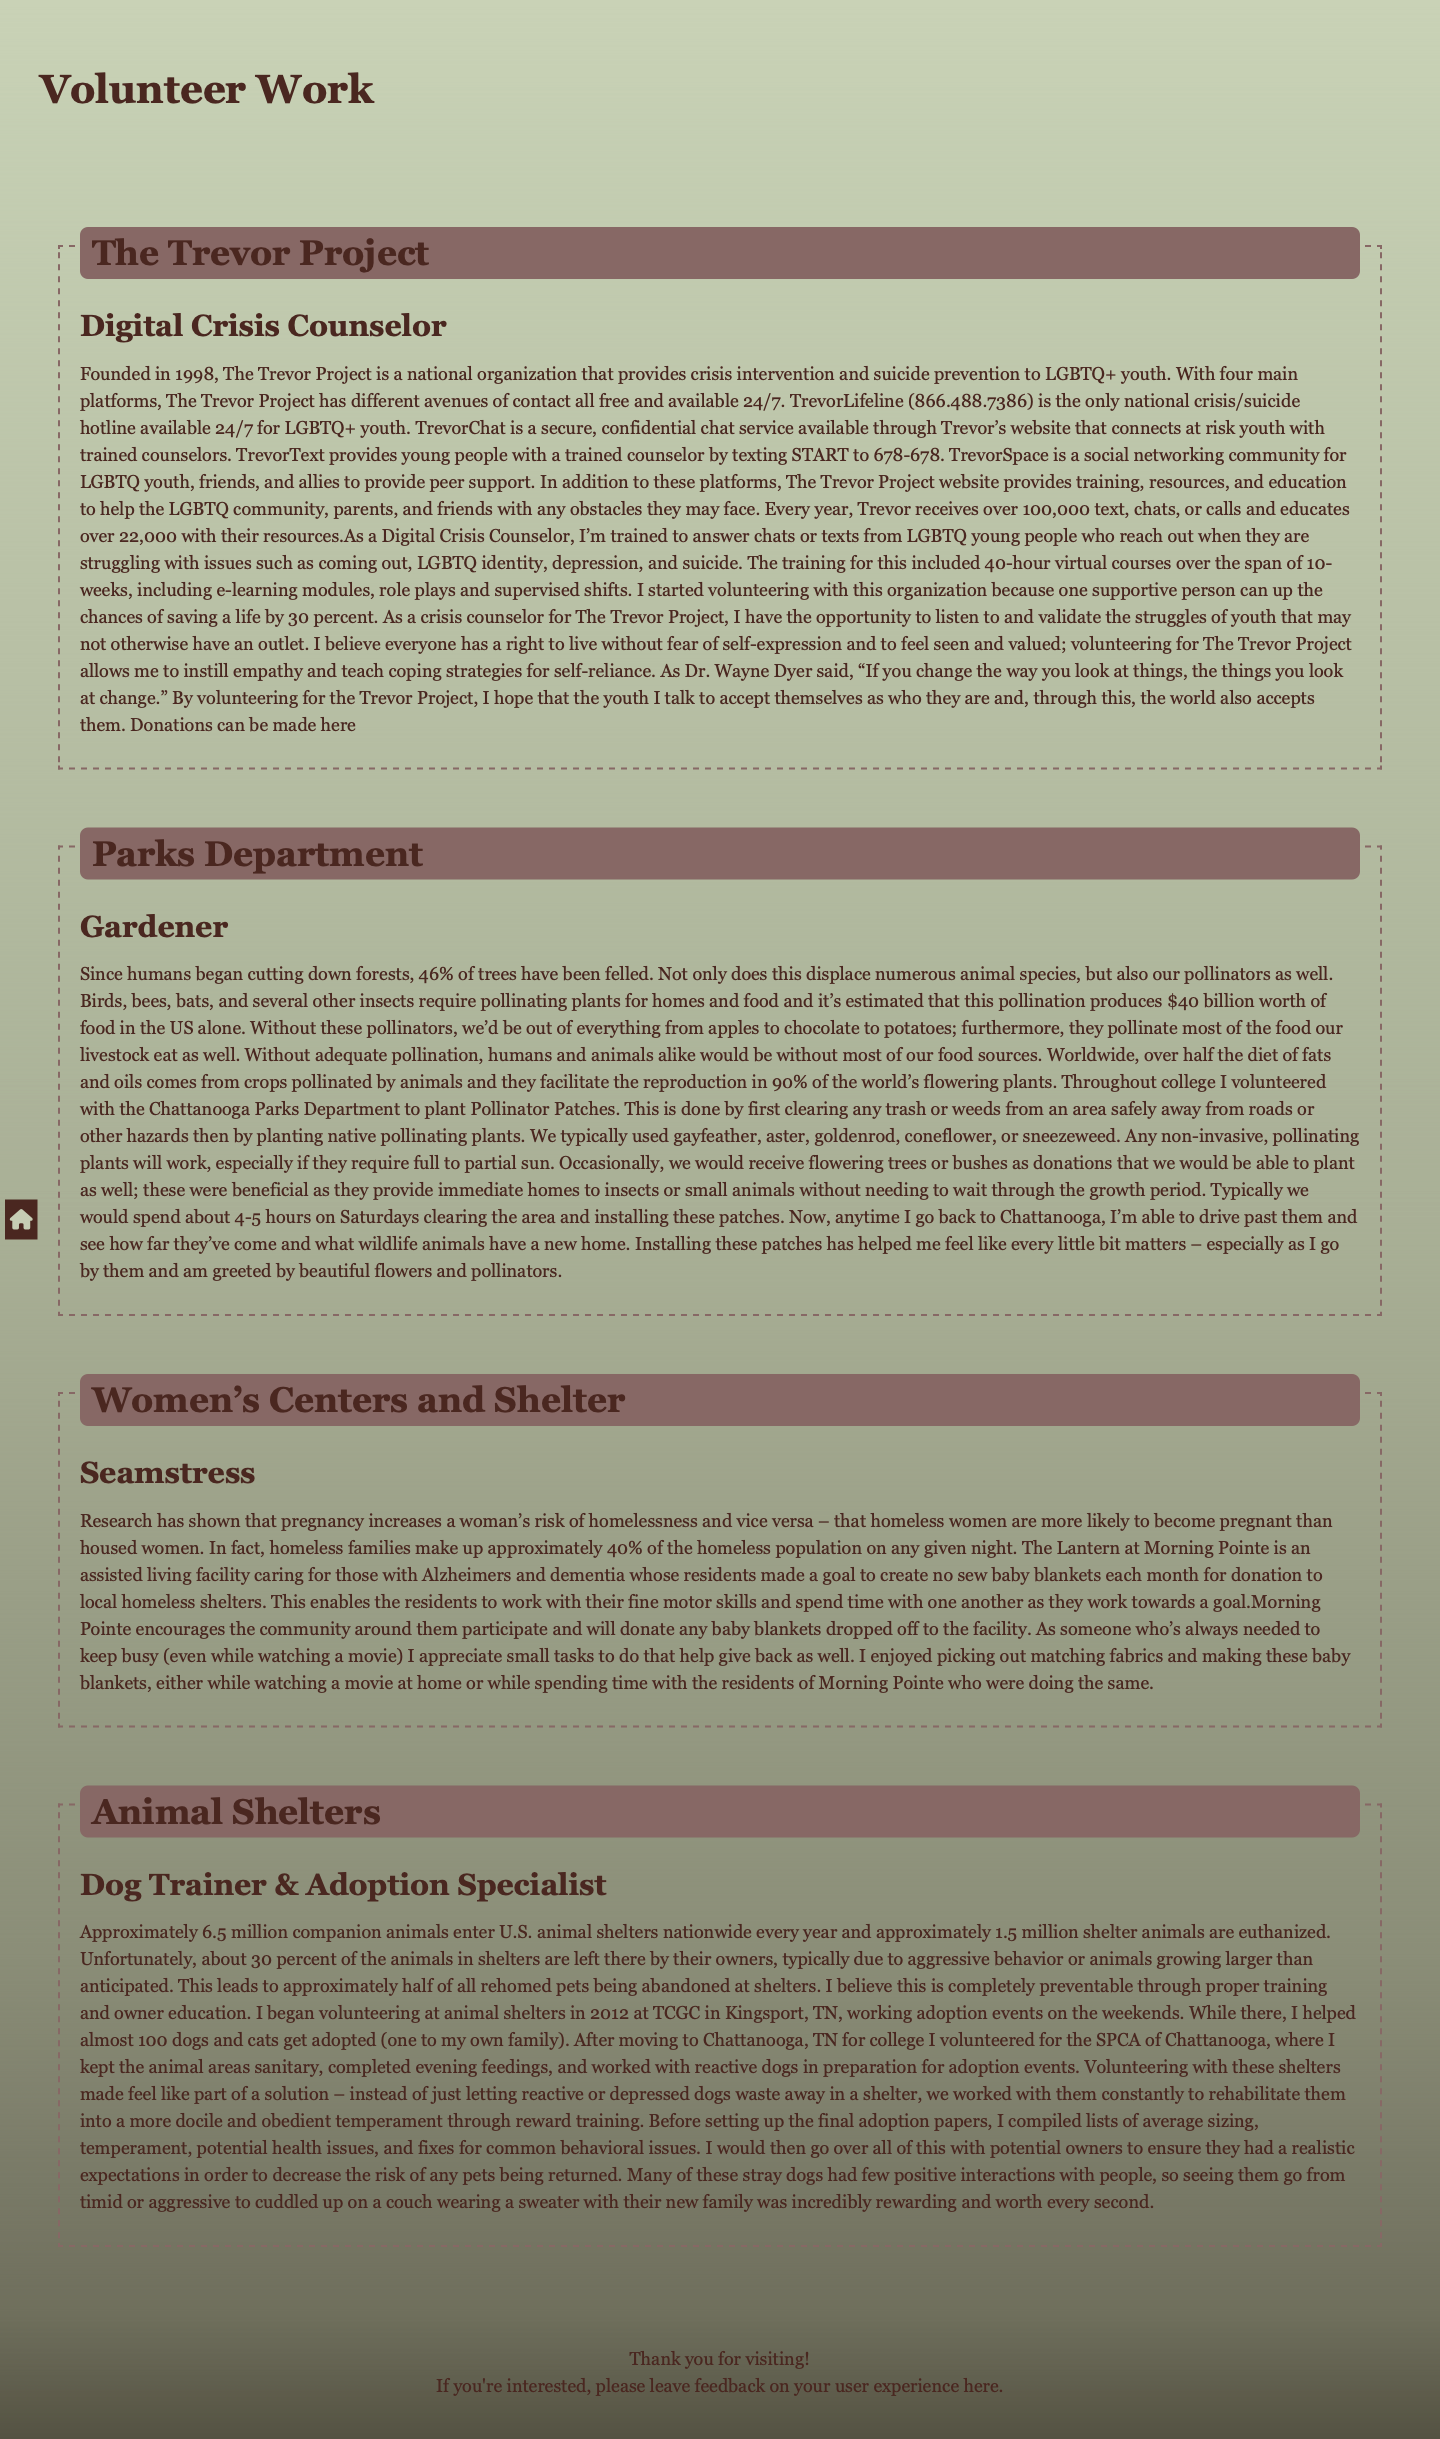 Volunteer Work
The Trevor Project
Digital Crisis Counselor
Founded in 1998, The Trevor Project is a national organization that provides crisis intervention and suicide prevention to LGBTQ+ youth. With four main
platforms, The Trevor Project has different avenues of contact all free and available 24/7. TrevorLifeline (866.488.7386) is the only national crisis/suicide
hotline available 24/7 for LGBTQ+ youth. TrevorChat is a secure, confidential chat service available through Trevor’s website that connects at risk youth with
trained counselors. TrevorText provides young people with a trained counselor by texting START to 678-678. TrevorSpace is a social networking community for
LGBTQ youth, friends, and allies to provide peer support. In addition to these platforms, The Trevor Project website provides training, resources, and education
to help the LGBTQ community, parents, and friends with any obstacles they may face. Every year, Trevor receives over 100,000 text, chats, or calls and educates
over 22,000 with their resources.As a Digital Crisis Counselor, I’m trained to answer chats or texts from LGBTQ young people who reach out when they are
struggling with issues such as coming out, LGBTQ identity, depression, and suicide. The training for this included 40-hour virtual courses over the span of 10-
weeks, including e-learning modules, role plays and supervised shifts. I started volunteering with this organization because one supportive person can up the
chances of saving a life by 30 percent. As a crisis counselor for The Trevor Project, I have the opportunity to listen to and validate the struggles of youth that may
not otherwise have an outlet. I believe everyone has a right to live without fear of self-expression and to feel seen and valued; volunteering for The Trevor Project
allows me to instill empathy and teach coping strategies for self-reliance. As Dr. Wayne Dyer said, “If you change the way you look at things, the things you look
at change.” By volunteering for the Trevor Project, I hope that the youth I talk to accept themselves as who they are and, through this, the world also accepts
them. Donations can be made here
Parks Department
Gardener
Since humans began cutting down forests, 46% of trees have been felled. Not only does this displace numerous animal species, but also our pollinators as well.
Birds, bees, bats, and several other insects require pollinating plants for homes and food and it’s estimated that this pollination produces $40 billion worth of
food in the US alone. Without these pollinators, we’d be out of everything from apples to chocolate to potatoes; furthermore, they pollinate most of the food our
livestock eat as well. Without adequate pollination, humans and animals alike would be without most of our food sources. Worldwide, over half the diet of fats
and oils comes from crops pollinated by animals and they facilitate the reproduction in 90% of the world’s flowering plants. Throughout college I volunteered
with the Chattanooga Parks Department to plant Pollinator Patches. This is done by first clearing any trash or weeds from an area safely away from roads or
other hazards then by planting native pollinating plants. We typically used gayfeather, aster, goldenrod, coneflower, or sneezeweed. Any non-invasive, pollinating
plants will work, especially if they require full to partial sun. Occasionally, we would receive flowering trees or bushes as donations that we would be able to plant
as well; these were beneficial as they provide immediate homes to insects or small animals without needing to wait through the growth period. Typically we
would spend about 4-5 hours on Saturdays clearing the area and installing these patches. Now, anytime I go back to Chattanooga, I’m able to drive past them and
see how far they’ve come and what wildlife animals have a new home. Installing these patches has helped me feel like every little bit matters – especially as I go
by them and am greeted by beautiful flowers and pollinators.
Women’s Centers and Shelter
Seamstress
Research has shown that pregnancy increases a woman’s risk of homelessness and vice versa – that homeless women are more likely to become pregnant than
housed women. In fact, homeless families make up approximately 40% of the homeless population on any given night. The Lantern at Morning Pointe is an
assisted living facility caring for those with Alzheimers and dementia whose residents made a goal to create no sew baby blankets each month for donation to
local homeless shelters. This enables the residents to work with their fine motor skills and spend time with one another as they work towards a goal.Morning
Pointe encourages the community around them participate and will donate any baby blankets dropped off to the facility. As someone who’s always needed to
keep busy (even while watching a movie) I appreciate small tasks to do that help give back as well. I enjoyed picking out matching fabrics and making these baby
blankets, either while watching a movie at home or while spending time with the residents of Morning Pointe who were doing the same.
Animal Shelters
Dog Trainer & Adoption Specialist
Approximately 6.5 million companion animals enter U.S. animal shelters nationwide every year and approximately 1.5 million shelter animals are euthanized.
Unfortunately, about 30 percent of the animals in shelters are left there by their owners, typically due to aggressive behavior or animals growing larger than
anticipated. This leads to approximately half of all rehomed pets being abandoned at shelters. I believe this is completely preventable through proper training
and owner education. I began volunteering at animal shelters in 2012 at TCGC in Kingsport, TN, working adoption events on the weekends. While there, I helped
almost 100 dogs and cats get adopted (one to my own family). After moving to Chattanooga, TN for college I volunteered for the SPCA of Chattanooga, where I
kept the animal areas sanitary, completed evening feedings, and worked with reactive dogs in preparation for adoption events. Volunteering with these shelters
made feel like part of a solution – instead of just letting reactive or depressed dogs waste away in a shelter, we worked with them constantly to rehabilitate them
into a more docile and obedient temperament through reward training. Before setting up the final adoption papers, I compiled lists of average sizing,
temperament, potential health issues, and fixes for common behavioral issues. I would then go over all of this with potential owners to ensure they had a realistic
expectations in order to decrease the risk of any pets being returned. Many of these stray dogs had few positive interactions with people, so seeing them go from
timid or aggressive to cuddled up on a couch wearing a sweater with their new family was incredibly rewarding and worth every second.
Thank you for visiting!
If you're interested, please leave feedback on your user experience here.